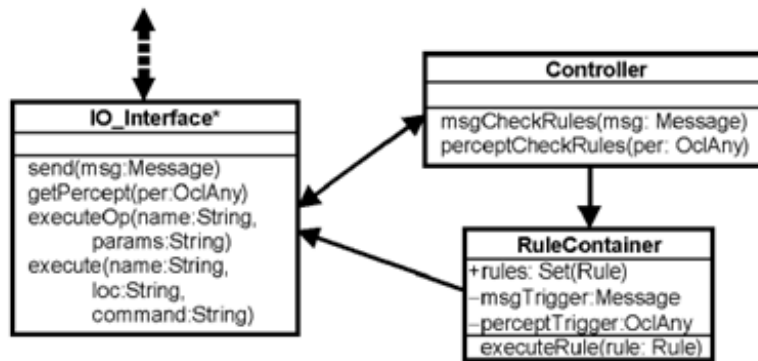 IO_Interface*
send(msg:Message)
getPercept(per:OclAny)
executeOp(name:String,
params:String)
execute(name:String,
loc:String,
command:String)
Controller
msgCheckRules(msg: Message)
perceptCheckRules(per: OclAny)
RuleContainer
+rules: Set(Rule)
–msgTrigger:Message
–perceptTrigger:OclAny
executeRule(rule: Rule)